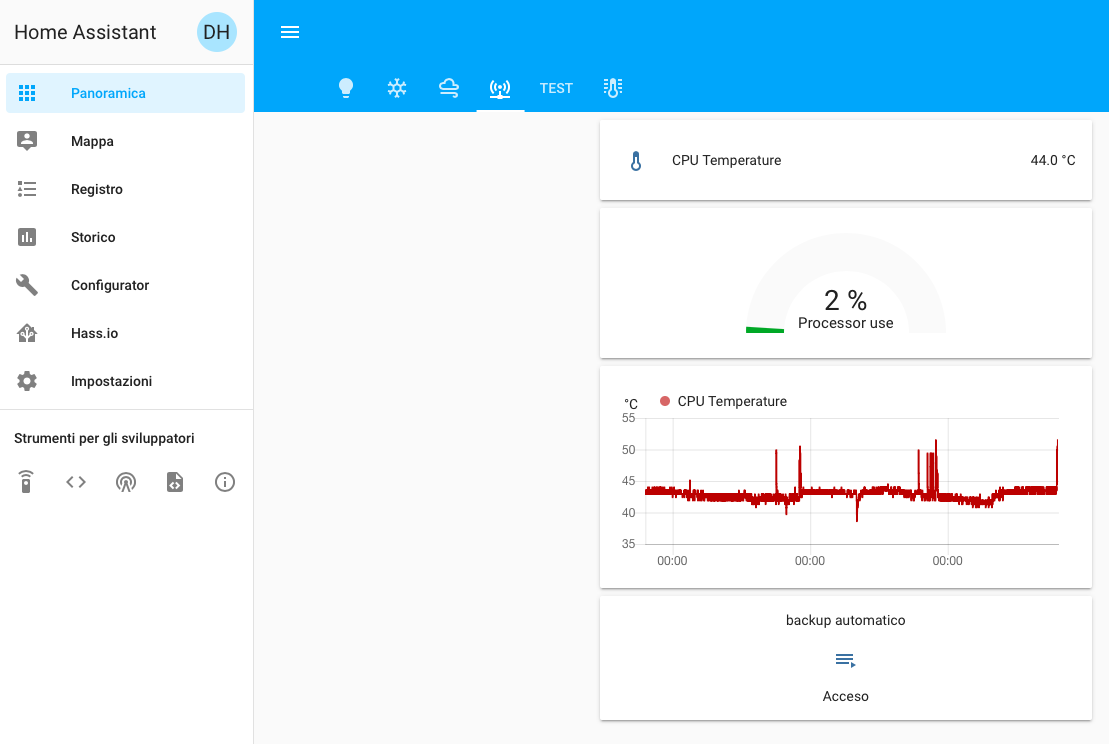 Home Assistant
DH
Panoramica
Mappa
Registro
Storico
Configurator
Hass.io
Impostazioni
Strumenti per gli sviluppatori
TEST
CPU Temperature
44.0 °C
2 %
Processor use
°C
CPU Temperature
55
50
45
40
35
00:00
00:00
00:00
backup automatico
Acceso